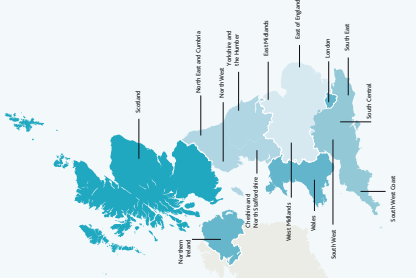 Scotland
North East and Cumbria
North West
Yorkshire and
the Humber
East Midlands
East of England
London
South East
South Central
South West Coast
South West
Wales
West Midlands
Cheshire and
North Staffordshire
Northern
Ireland